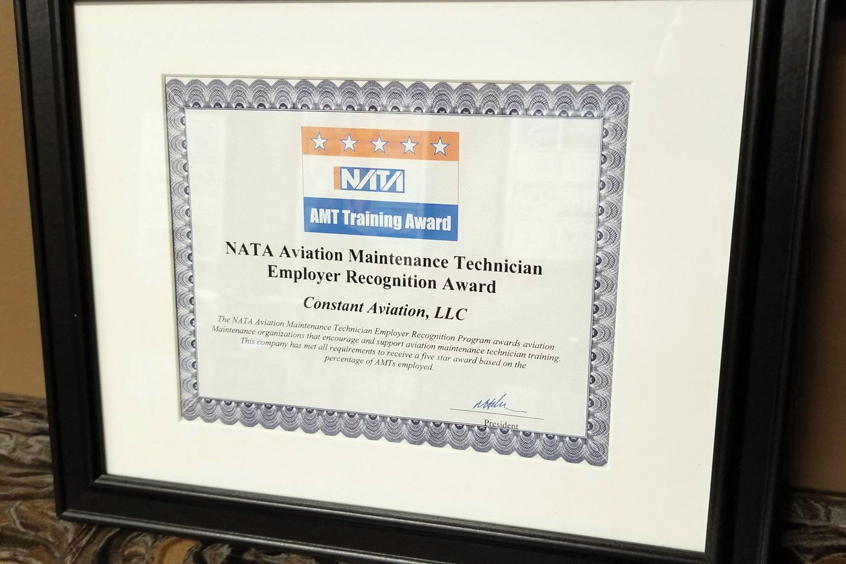 NATA
AMT Training Award
NATA Aviation Maintenance Technician
Employer Recognition Award
Constant Aviation, LLC
The NATA Aviation Maintenance Technician Employer Recognition Program awards aviation
Maintenance organizations that encourage and support aviation maintenance technician training.
This company has met all requirements to receive a five star award based on the
percentage of AMTs employed.
President